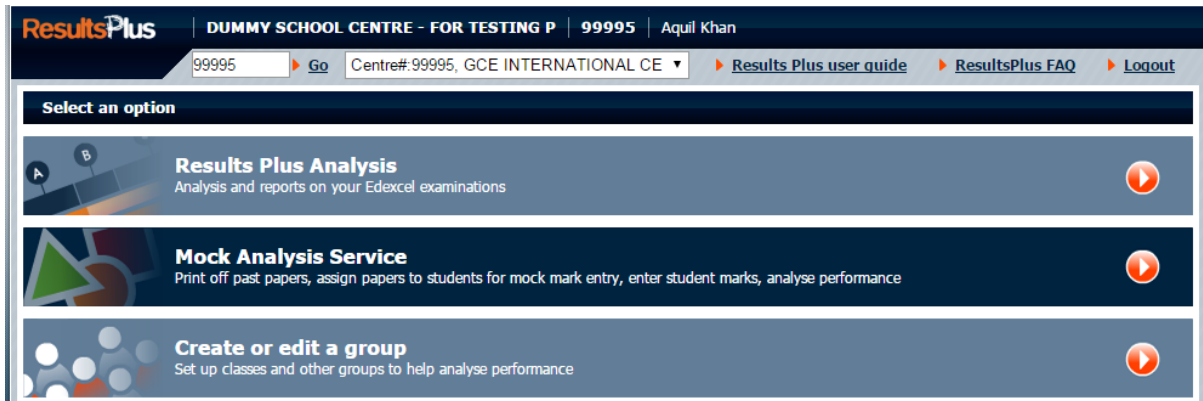 ResultsPlus DUMMY SCHOOL CENTRE - FOR TESTING P 99995 Aquil Khan
99995 Go Centre#:99995, GCE INTERNATIONAL CE Results Plus user guide ResultsPlus FAQ Logout
Select an option
A B
Results Plus Analysis
Analysis and reports on your Edexcel examinations
Mock Analysis Service
Print off past papers, assign papers to students for mock mark entry, enter student marks, analyse performance
Create or edit a group
Set up classes and other groups to help analyse performance